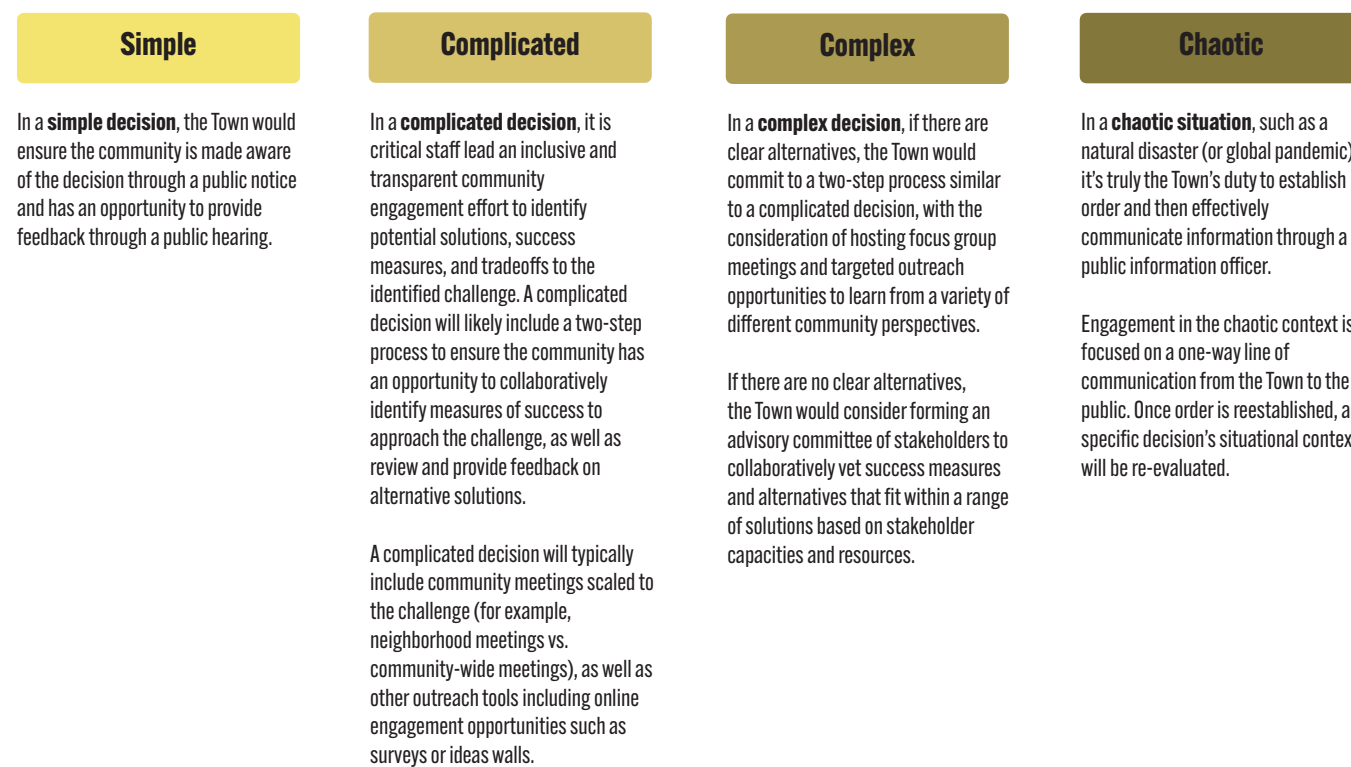 Simple
In a simple decision, the Town would
ensure the community is made aware
of the decision through a public notice
and has an opportunity to provide
feedback through a public hearing.
Complicated
In a complicated decision, it is
critical staff lead an inclusive and
transparent community
engagement effort to identify
potential solutions, success
measures, and tradeoffs to the
identified challenge. A complicated
decision will likely include a two-step
process to ensure the community has
an opportunity to collaboratively
identify measures of success to
approach the challenge, as well as
review and provide feedback on
alternative solutions.
A complicated decision will typically
include community meetings scaled to
the challenge (for example,
neighborhood meetings vs.
community-wide meetings), as well as
other outreach tools including online
engagement opportunities such as
surveys or ideas walls.
Complex
In a complex decision, if there are
clear alternatives, the Town would
commit to a two-step process similar
to a complicated decision, with the
consideration of hosting focus group
meetings and targeted outreach
opportunities to learn from a variety of
different community perspectives.
If there are no clear alternatives,
the Town would consider forming an
advisory committee of stakeholders to
collaboratively vet success measures
and alternatives that fit within a range
of solutions based on stakeholder
capacities and resources.
Chaotic
In a chaotic situation, such as a
natural disaster (or global pandemic)
it's truly the Town's duty to establish
order and then effectively
communicate information through a
public information officer.
Engagement in the chaotic context is
focused on a one-way line of
communication from the Town to the
public. Once order is reestablished, a
specific decision's situational contex
will be re-evaluated.